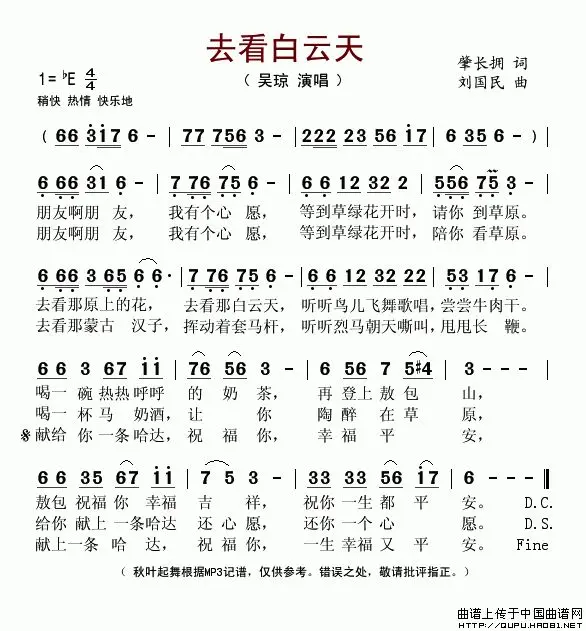 去看白云天
1=♭E 4/4
（ 吴琼 演唱 ）
肇长拥 词
刘国民 曲
稍快 热情 快乐地
( 66 317 6 - | 77 756 3 - | 222 23 56 17 | 6 35 6 - ) |
6 66 31 6 - | 7 76 75 6 - | 6 6 12 32 2 | 556 75 3 - |
朋友啊朋 友， 我有个心 愿， 等到草绿花开时， 请你 到草原。
朋友啊朋 友， 我有个心 愿， 等到草绿花开时， 陪你 看草原。
6 66 3 65 6· | 7 76 75 6 - | 66 12 32 22 | 53 17 6 - |
去看那原上的花， 去看那白云天， 听听鸟儿飞舞歌唱， 尝尝牛肉干。
去看那蒙古 汉子， 挥动着套马杆， 听听烈马朝天嘶叫， 甩甩长 鞭。
66 3 67 11 | 76 56 3 - | 6 56 7 5#4 | 3 - - - |
喝一 碗 热热 呼呼 的 奶 茶， 再 登上 敖 包 山，
喝一 杯 马 奶酒， 让 你 陶 醉 在 草 原，
𝄋 献给 你 一条 哈达， 祝 福 你， 幸 福 平 安，
66 35 67 11 | 7 5 3 - | 33 33 56 17 | 6 - - ‖
敖包 祝福 你 幸福 吉 祥， 祝你 一生 都 平 安。 D.C.
给你 献上 一条 哈达 还 心 愿， 还你 一个 心 愿。 D.S.
献上一条 哈 达， 祝福 你， 一生 幸福 又 平 安。 Fine
（ 秋叶起舞根据MP3记谱，仅供参考。错误之处，敬请批评指正。）
曲谱上传于中国曲谱网
HTTP://QUPU.HAO81.NET